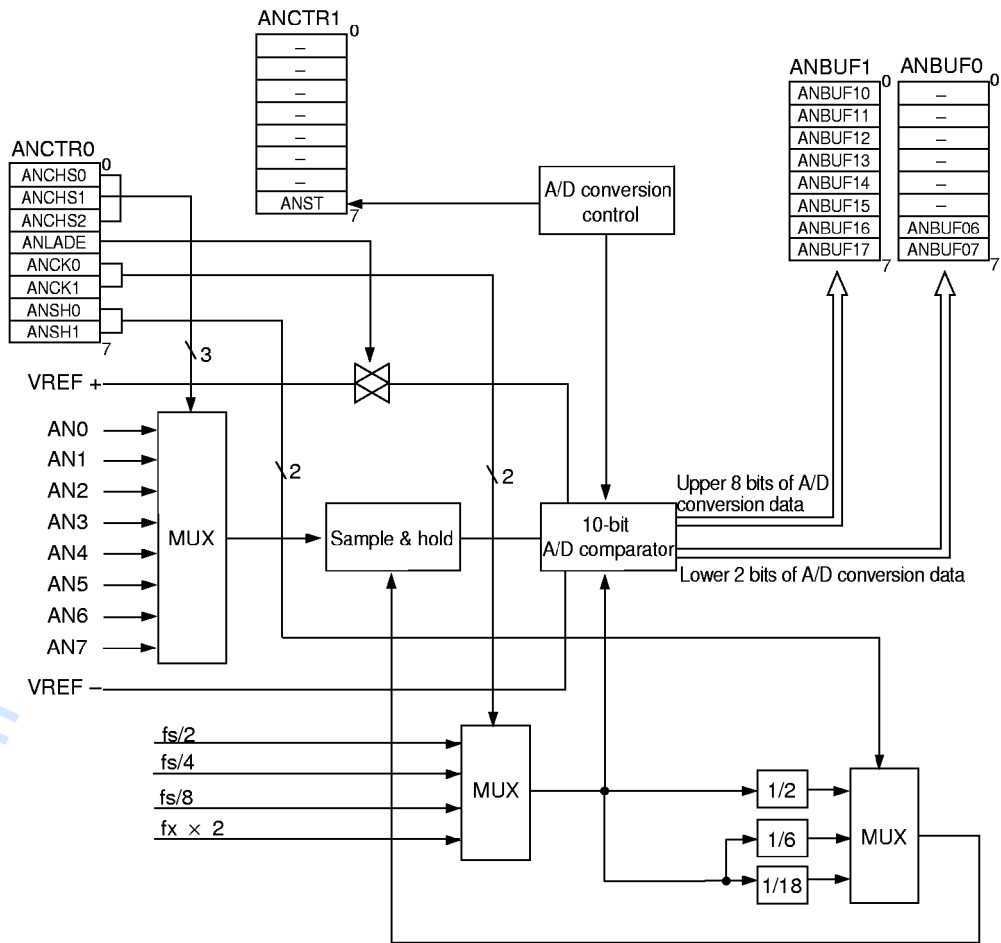 ANCTR1
0
–
–
–
–
–
–
–
ANST
7
ANBUF1
0
ANBUF10
ANBUF11
ANBUF12
ANBUF13
ANBUF14
ANBUF15
ANBUF16
ANBUF17
7
ANBUF0
0
–
–
–
–
–
–
ANBUF06
ANBUF07
7
ANCTR0
0
ANCHS0
ANCHS1
ANCHS2
ANLADE
ANCK0
ANCK1
ANSH0
ANSH1
7
A/D conversion
control
3
2
2
VREF +
AN0
AN1
AN2
AN3
AN4
AN5
AN6
AN7
VREF –
MUX
Sample & hold
10-bit
A/D comparator
Upper 8 bits of A/D
conversion data
Lower 2 bits of A/D conversion data
fs/2
fs/4
fs/8
fx × 2
MUX
1/2
1/6
1/18
MUX